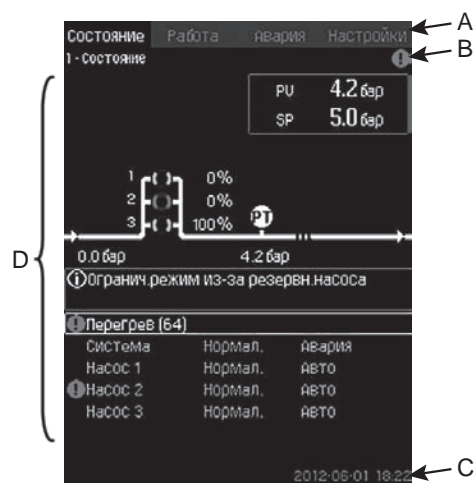 Состояние Работа Авария Настройки A
1 - Состояние B
PV 4.2 бар
SP 5.0 бар
1 0%
2 0%
3 100% PT
0.0 бар 4.2 бар
D
Огранич.режим из-за резервн.насоса
Перегрев (64)
Система Нормал. Авария
Насос 1 Нормал. Авто
Насос 2 Нормал. Авто
Насос 3 Нормал. Авто
2012-06-01 18:22 C